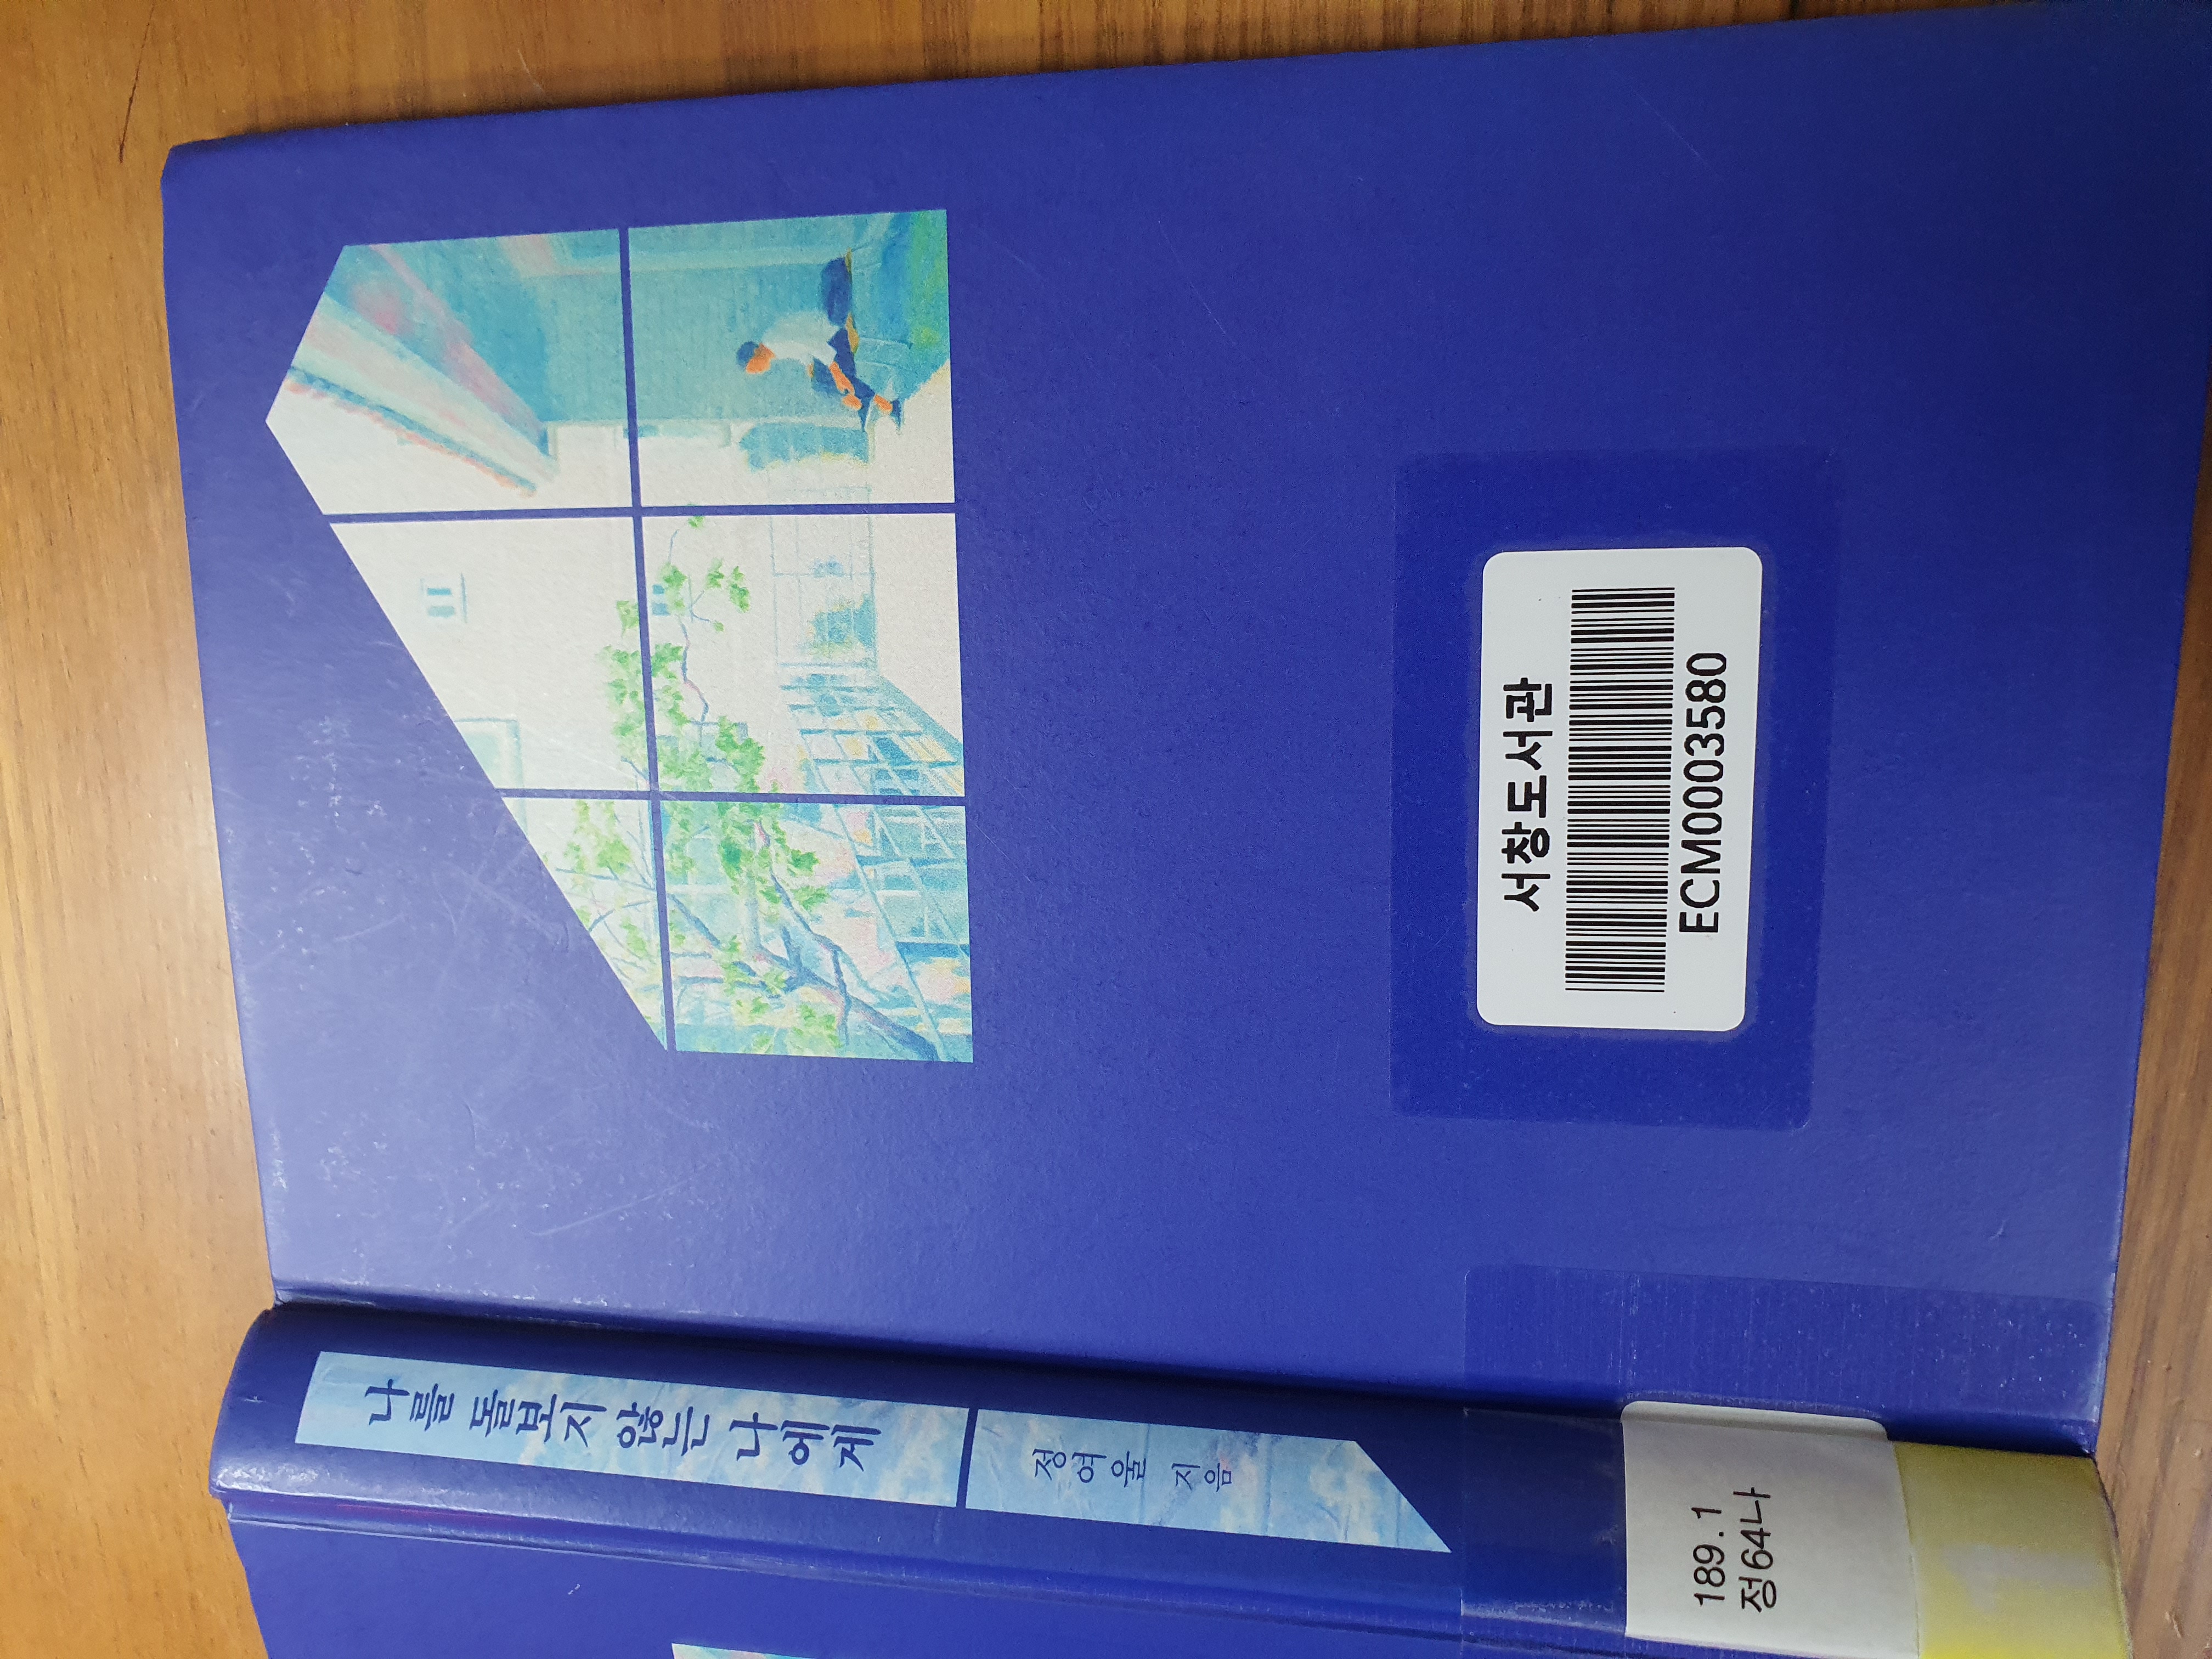 서창도서관
ECM0003580
나를 돌보지 않는 나에게
정여울 지음
189.1
정64나